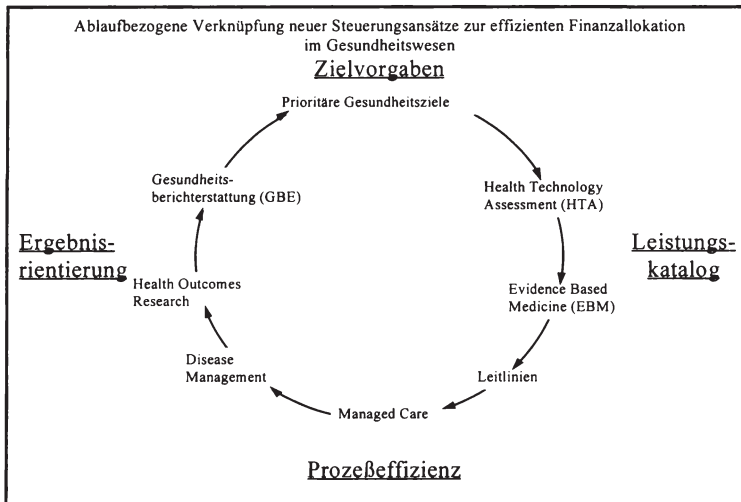 Ablaufbezogene Verknüpfung neuer Steuerungsansätze zur effizienten Finanzallokation
im Gesundheitswesen
Zielvorgaben
Prioritäre Gesundheitsziele
Gesundheits-
berichterstattung (GBE)
Health Technology
Assessment (HTA)
Ergebnis-
rientierung
Leistungs-
katalog
Health Outcomes
Research
Evidence Based
Medicine (EBM)
Disease
Management
Leitlinien
Managed Care
Prozeßeffizienz